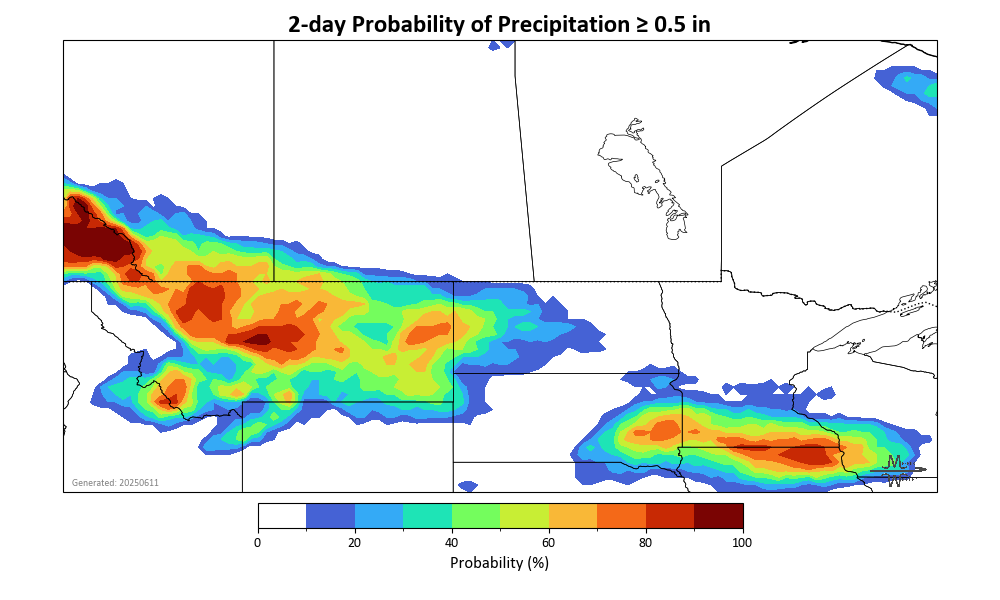 2-day Probability of Precipitation ≥ 0.5 in
Generated: 20250611
0 20 40 60 80 100
Probability (%)